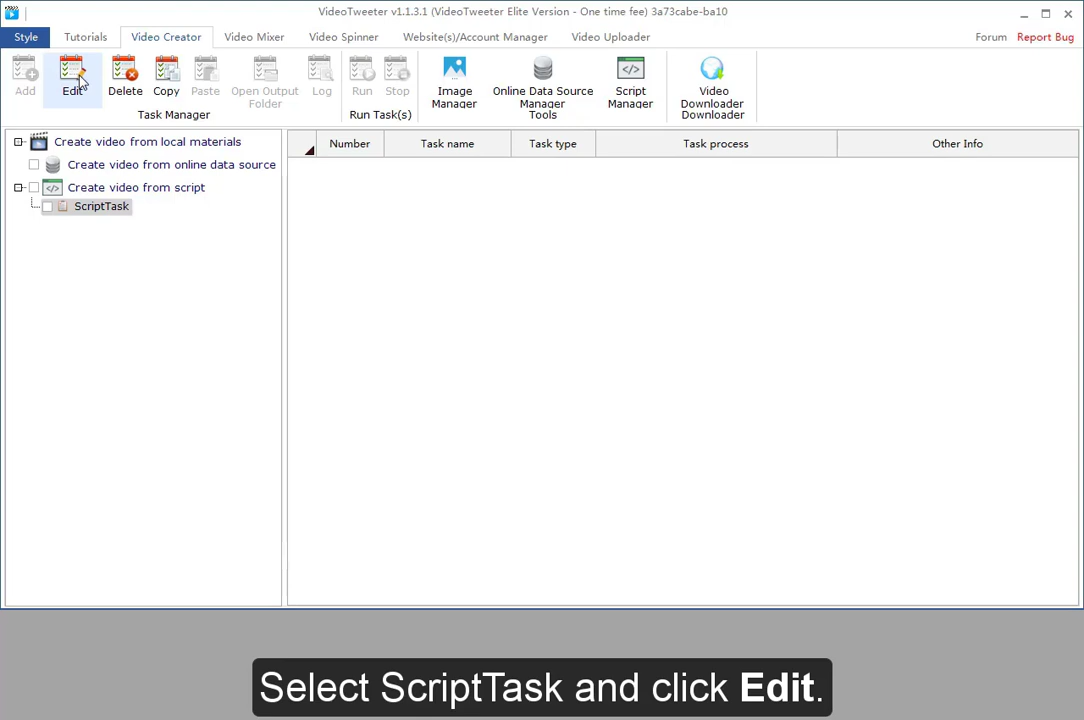 VideoTweeter v1.1.3.1 (VideoTweeter Elite Version - One time fee) 3a73cabe-ba10
Style Tutorials Video Creator Video Mixer Video Spinner Website(s)/Account Manager Video Uploader Forum Report Bug
Add Edit Delete Copy Paste Open Output Folder Log Run Stop Image Manager Online Data Source Manager Script Manager Video Downloader
Task Manager Run Task(s) Tools Downloader
Create video from local materials
Create video from online data source
Create video from script
ScriptTask
Number Task name Task type Task process Other Info
Select ScriptTask and click Edit.